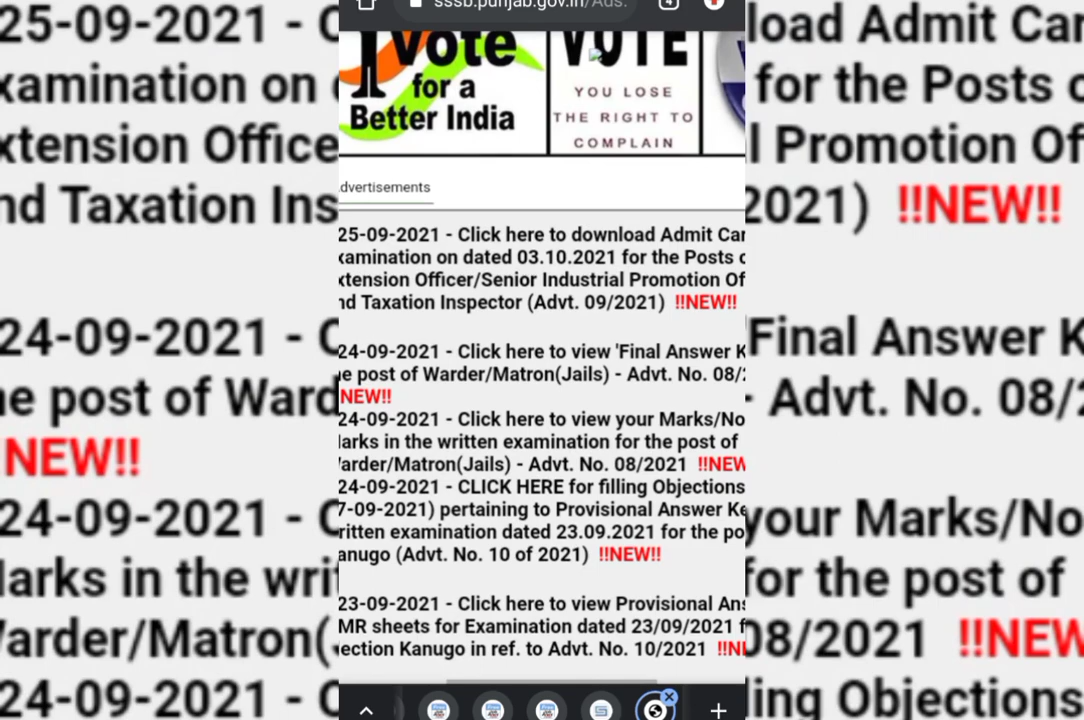 sssb.punjab.gov.in/Ads.
4
Vote
for a
Better India
VOTE
YOU LOSE
THE RIGHT TO
COMPLAIN
dvertisements
25-09-2021 - Click here to download Admit Car
xamination on dated 03.10.2021 for the Posts o
xtension Officer/Senior Industrial Promotion Of
nd Taxation Inspector (Advt. 09/2021) !!NEW!!
24-09-2021 - Click here to view 'Final Answer K
e post of Warder/Matron(Jails) - Advt. No. 08/2
NEW!!
24-09-2021 - Click here to view your Marks/No
larks in the written examination for the post of
Varder/Matron(Jails) - Advt. No. 08/2021 !!NEW
24-09-2021 - CLICK HERE for filling Objections
7-09-2021) pertaining to Provisional Answer Ke
ritten examination dated 23.09.2021 for the po
anugo (Advt. No. 10 of 2021) !!NEW!!
23-09-2021 - Click here to view Provisional Ans
MR sheets for Examination dated 23/09/2021 f
ection Kanugo in ref. to Advt. No. 10/2021 !!NE